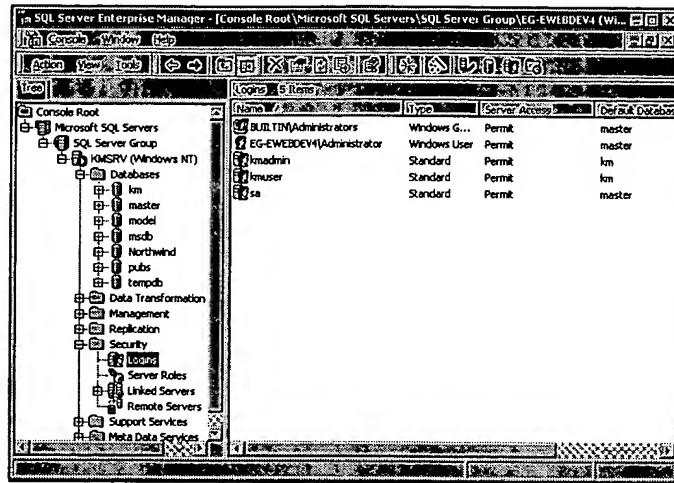 SQL Server Enterprise Manager - [Console Root\Microsoft SQL Servers\SQL Server Group\EG-EWEBDEV4 (Wi...
Console Window Help
Action View Tools
Tree
Logins 5 Items
Console Root
Microsoft SQL Servers
SQL Server Group
KMSRV (Windows NT)
Databases
km
master
model
msdb
Northwind
pubs
tempdb
Data Transformation
Management
Replication
Security
Logins
Server Roles
Linked Servers
Remote Servers
Support Services
Meta Data Services
Name Type Server Access Default Databas
BUILTIN\Administrators Windows G... Permit master
EG-EWEBDEV4\Administrator Windows User Permit master
kmadmin Standard Permit km
kmuser Standard Permit km
sa Standard Permit master